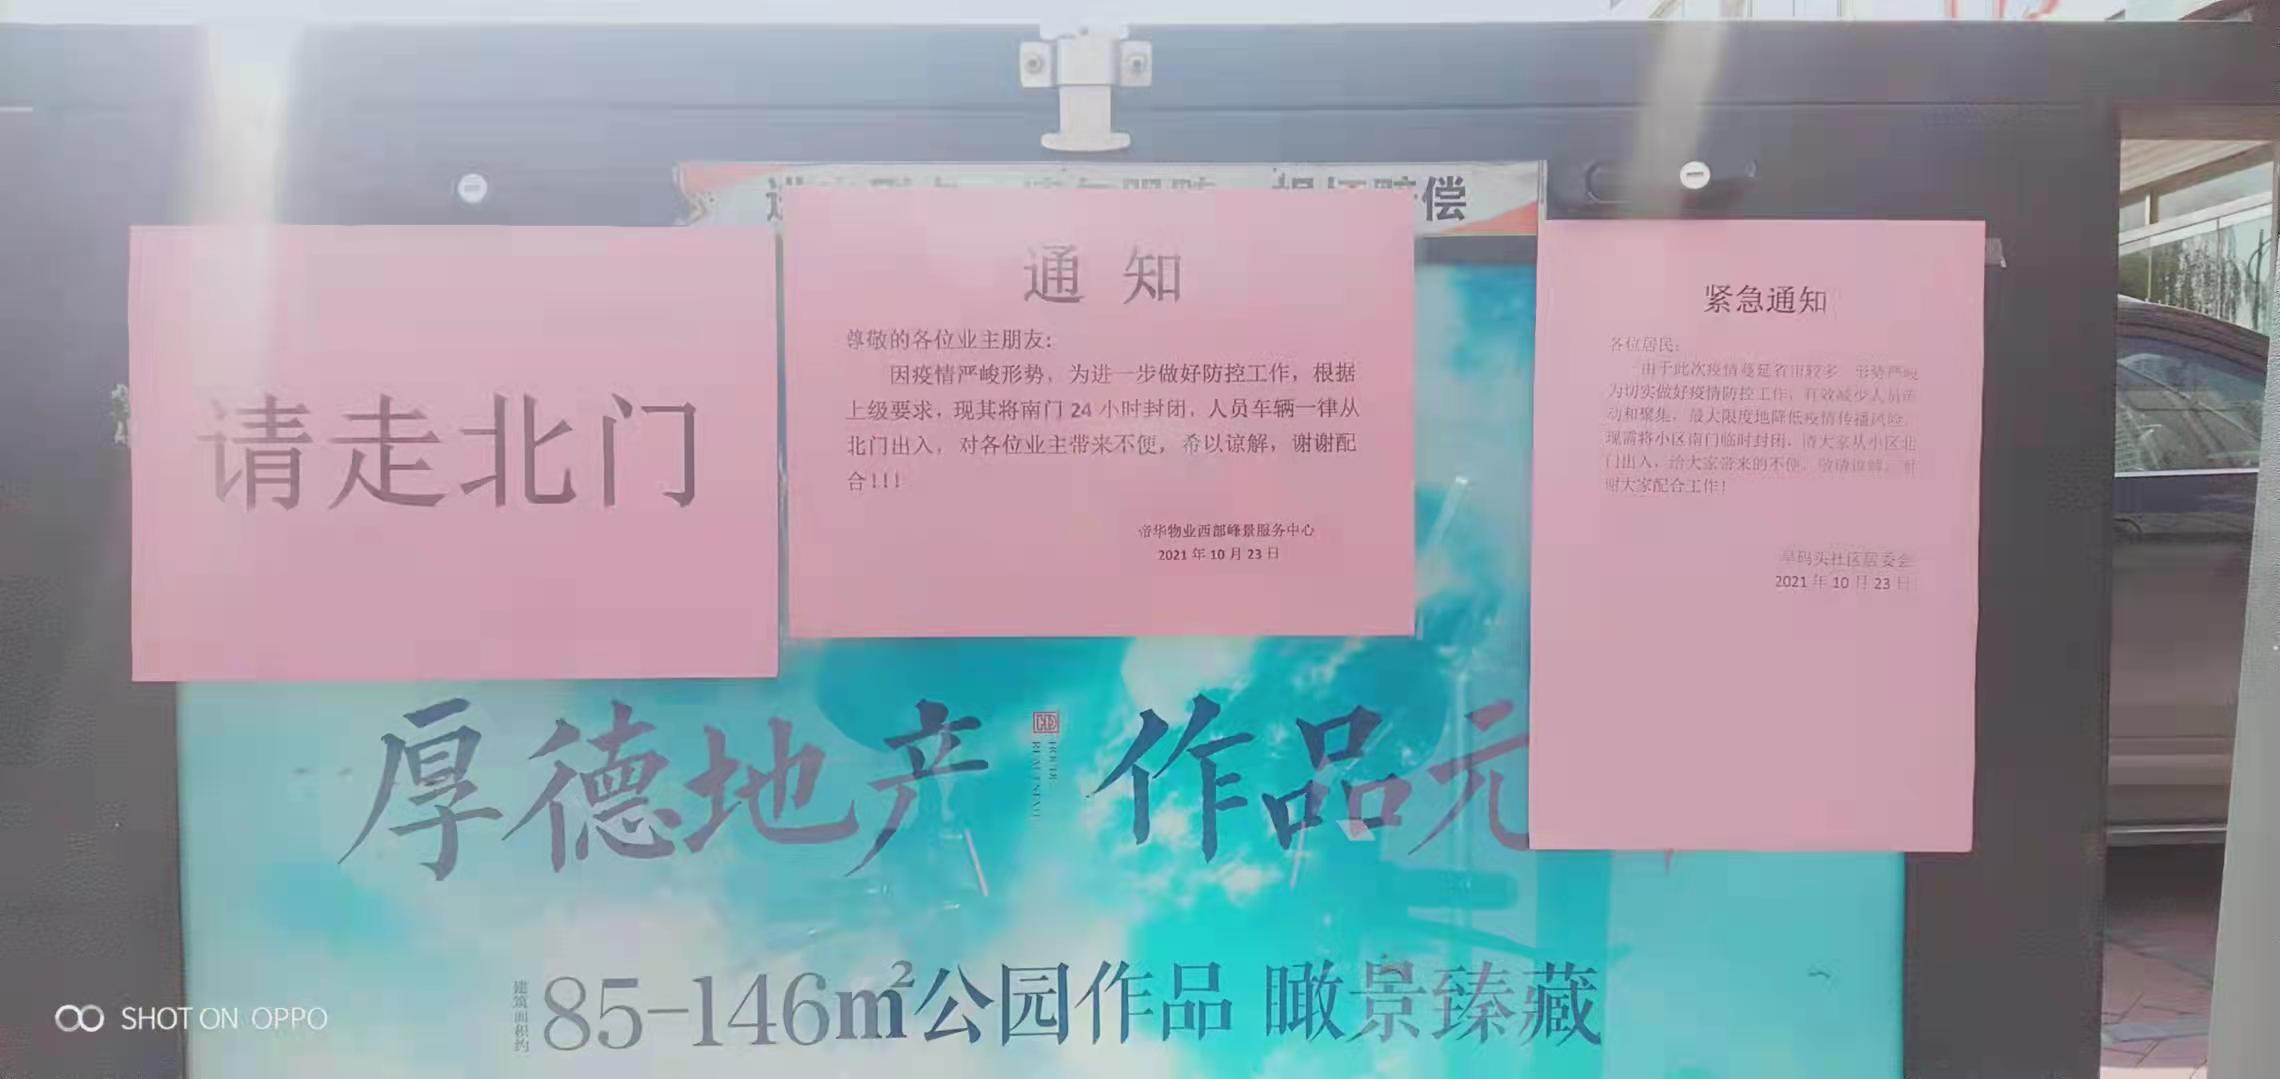 偿
请走北门
通 知
尊敬的各位业主朋友:
因疫情严峻形势，为进一步做好防控工作，根据
上级要求，现其将南门 24 小时封闭，人员车辆一律从
北门出入，对各位业主带来不便，希以谅解，谢谢配
合!!!
帝华物业西部峰景服务中心
2021 年 10 月 23 日
紧急通知
各位居民:
由于此次疫情蔓延省市较多，形势严峻
为切实做好疫情防控工作，有效减少人员流
动和聚集，最大限度地降低疫情传播风险，
现需将小区南门临时封闭，请大家从小区北
门出入，给大家带来的不便，敬请谅解，谢
谢大家配合工作!
旱码头社区居委会
2021 年 10 月 23 日
厚德地产 作品元
建筑面积约
85-146㎡公园作品 瞰景臻藏
SHOT ON OPPO